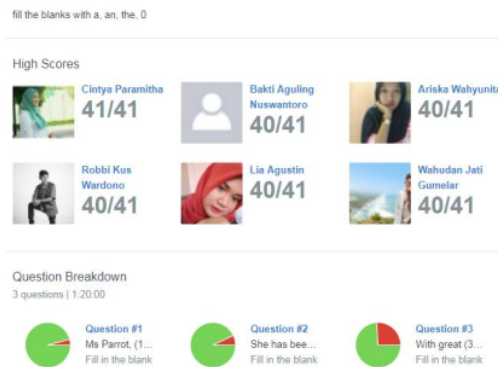 fill the blanks with a, an, the, 0
High Scores
Cintya Paramitha
41/41
Bakti Aguling
Nuswantoro
40/41
Ariska Wahyunita
40/41
Robbi Kus
Wardono
40/41
Lia Agustin
40/41
Wahudan Jati
Gumelar
40/41
Question Breakdown
3 questions | 1:20:00
Question #1
Ms Parrot, (1...
Fill in the blank
Question #2
She has bee...
Fill in the blank
Question #3
With great (3...
Fill in the blank